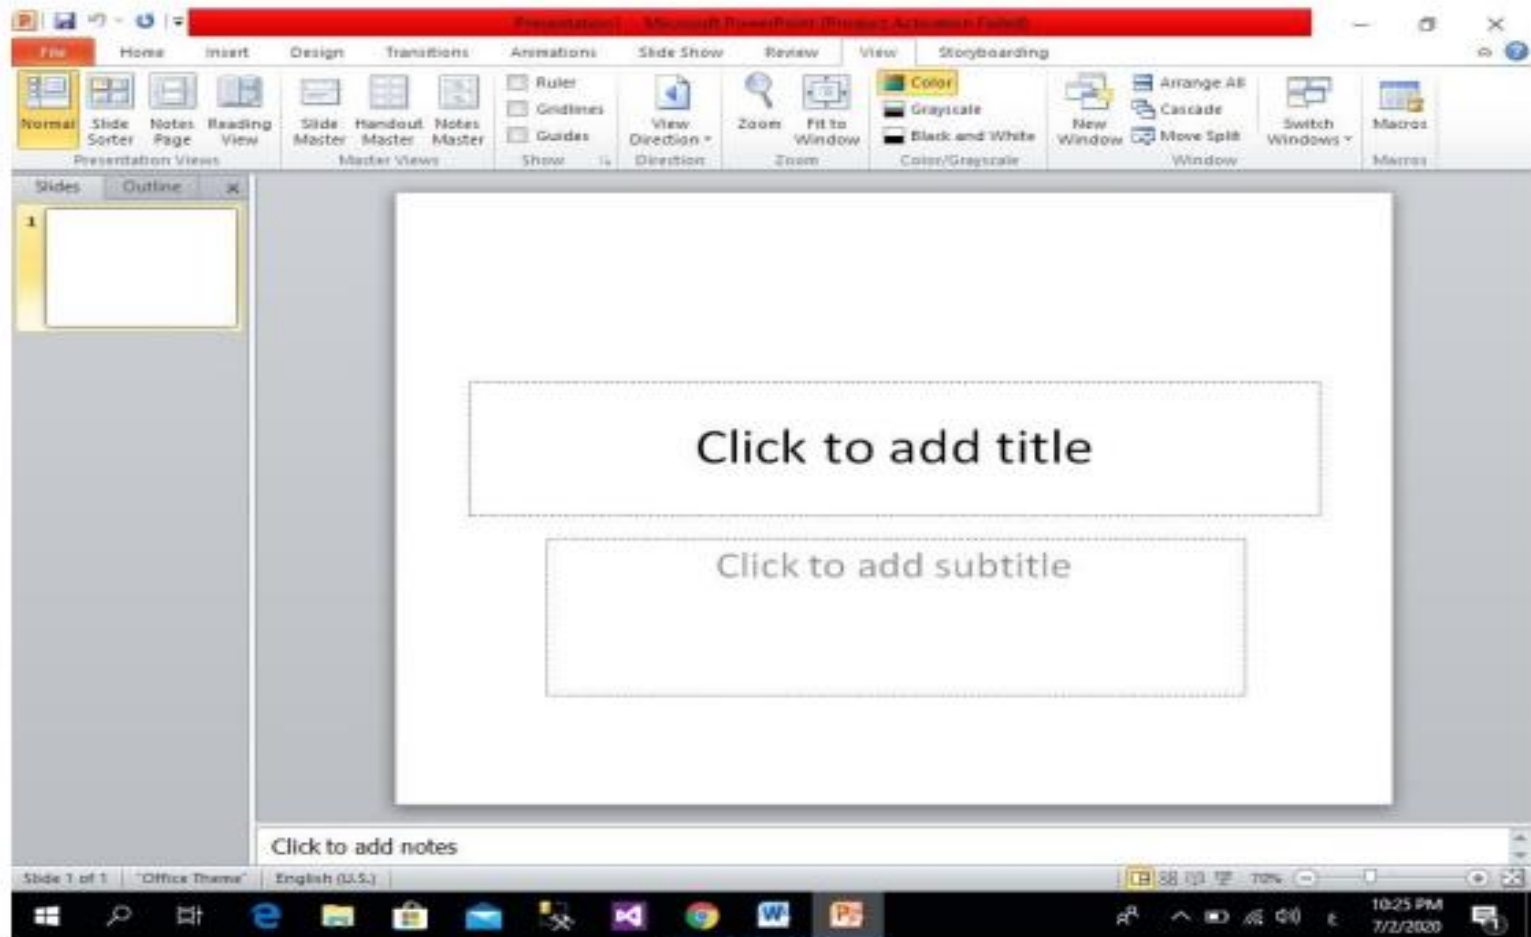 Presentation1 - Microsoft PowerPoint (Product Activation Failed)
File Home Insert Design Transitions Animations Slide Show Review View Storyboarding
Normal Slide Sorter Notes Page Reading View
Presentation Views
Slide Master Handout Master Notes Master
Master Views
Ruler
Gridlines
Guides
Show
View Direction
Direction
Zoom Fit to Window
Zoom
Color
Grayscale
Black and White
Color/Grayscale
New Window
Arrange All
Cascade
Move Split
Switch Windows
Window
Macros
Macros
Slides Outline
1
Click to add title
Click to add subtitle
Click to add notes
Slide 1 of 1 "Office Theme" English (U.S.) 70%
ع 10:25 PM
7/2/2020